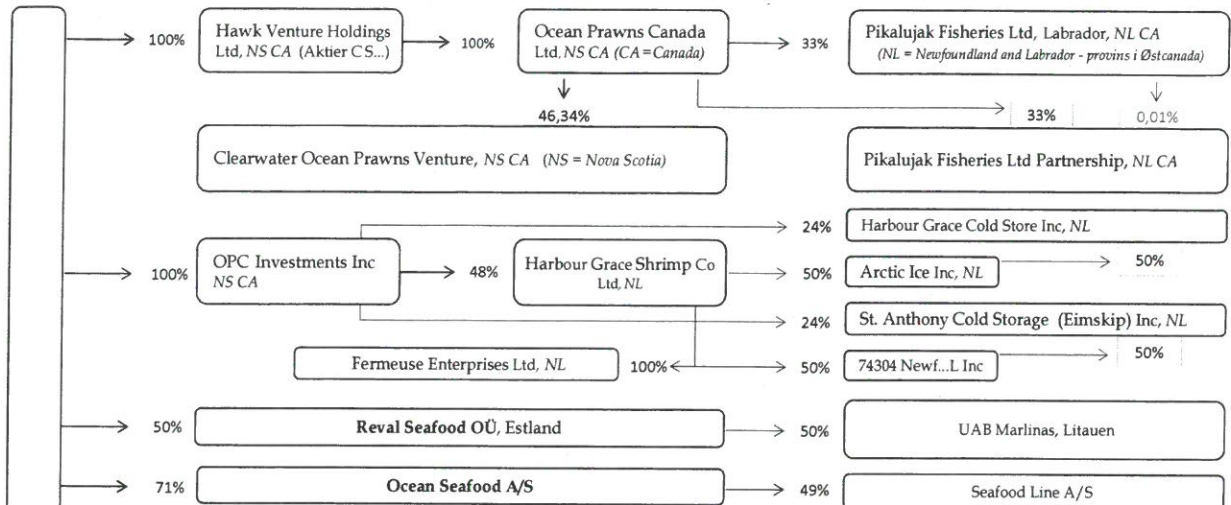 100%
Hawk Venture Holdings
Ltd, NS CA (Aktier CS...)
100%
Ocean Prawns Canada
Ltd, NS CA (CA = Canada)
33%
Pikalujak Fisheries Ltd, Labrador, NL CA
(NL = Newfoundland and Labrador - provins i Østcanada)
46,34%
33%
0,01%
Clearwater Ocean Prawns Venture, NS CA (NS = Nova Scotia)
Pikalujak Fisheries Ltd Partnership, NL CA
24%
Harbour Grace Cold Store Inc, NL
100%
OPC Investments Inc
NS CA
48%
Harbour Grace Shrimp Co
Ltd, NL
50%
Arctic Ice Inc, NL
50%
24%
St. Anthony Cold Storage (Eimskip) Inc, NL
Fermeuse Enterprises Ltd, NL
100%
50%
74304 Newf...L Inc
50%
50%
Reval Seafood OÜ, Estland
50%
UAB Marlinas, Litauen
71%
Ocean Seafood A/S
49%
Seafood Line A/S